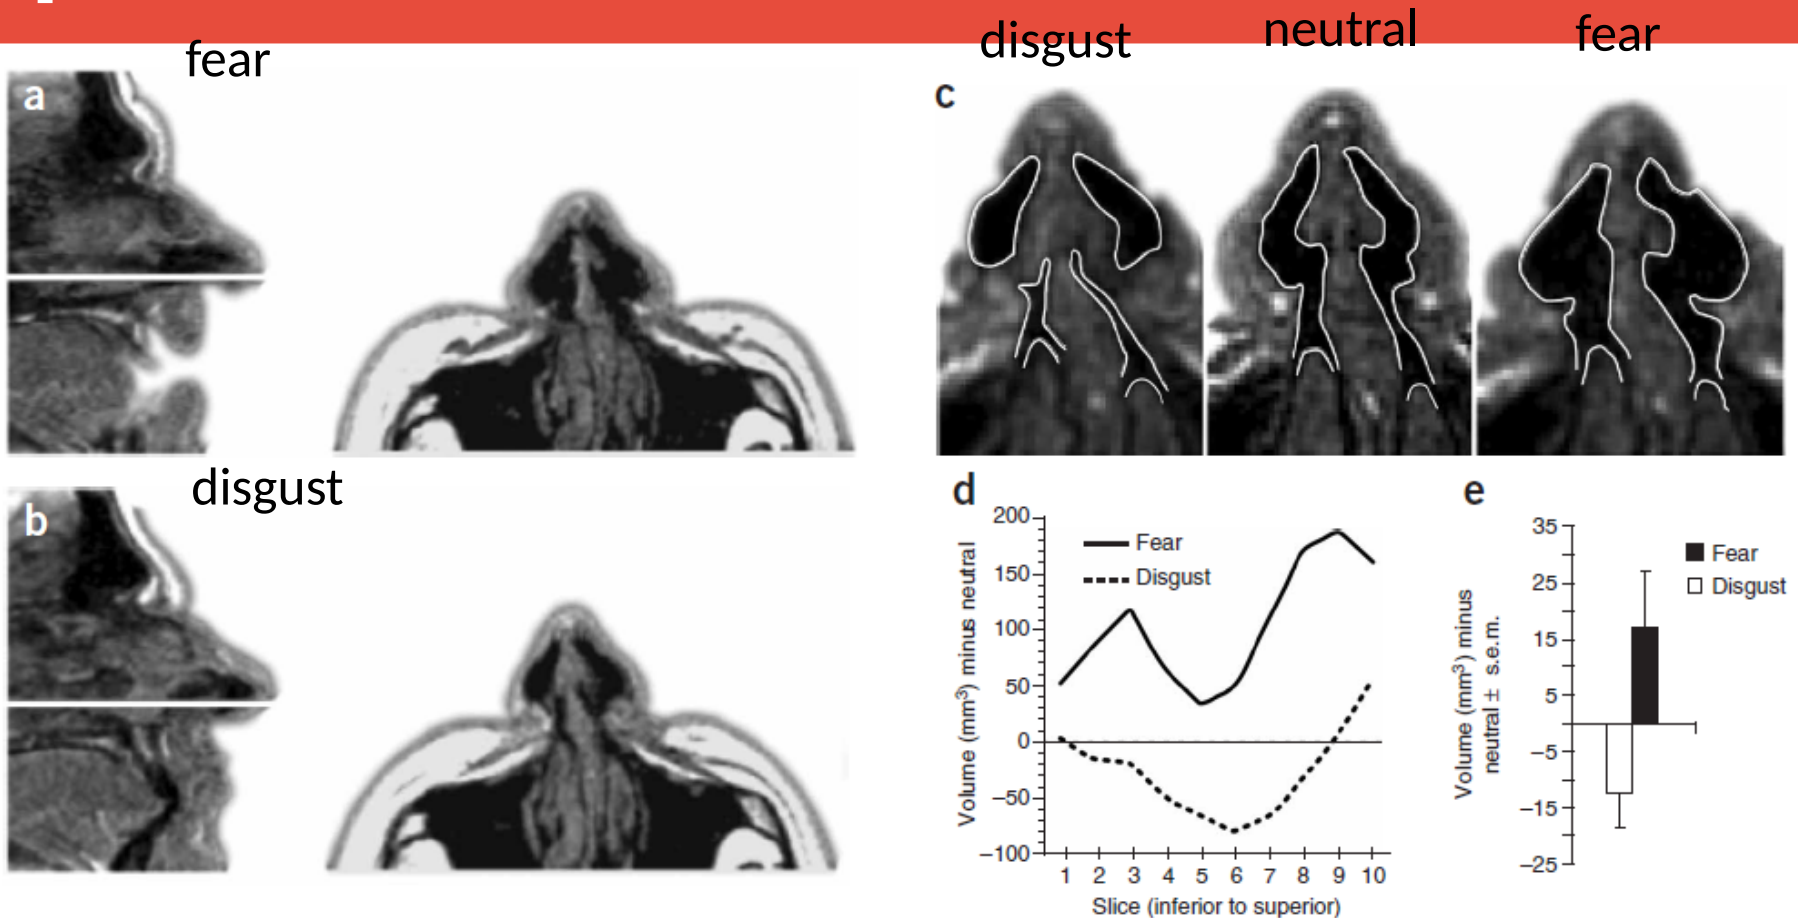 fear
disgust
neutral
fear
a
c
disgust
b
d
200
150
100
50
0
−50
−100
Volume (mm³) minus neutral
Fear
Disgust
1 2 3 4 5 6 7 8 9 10
Slice (inferior to superior)
e
35
25
15
5
−5
−15
−25
Volume (mm³) minus
neutral ± s.e.m.
Fear
Disgust